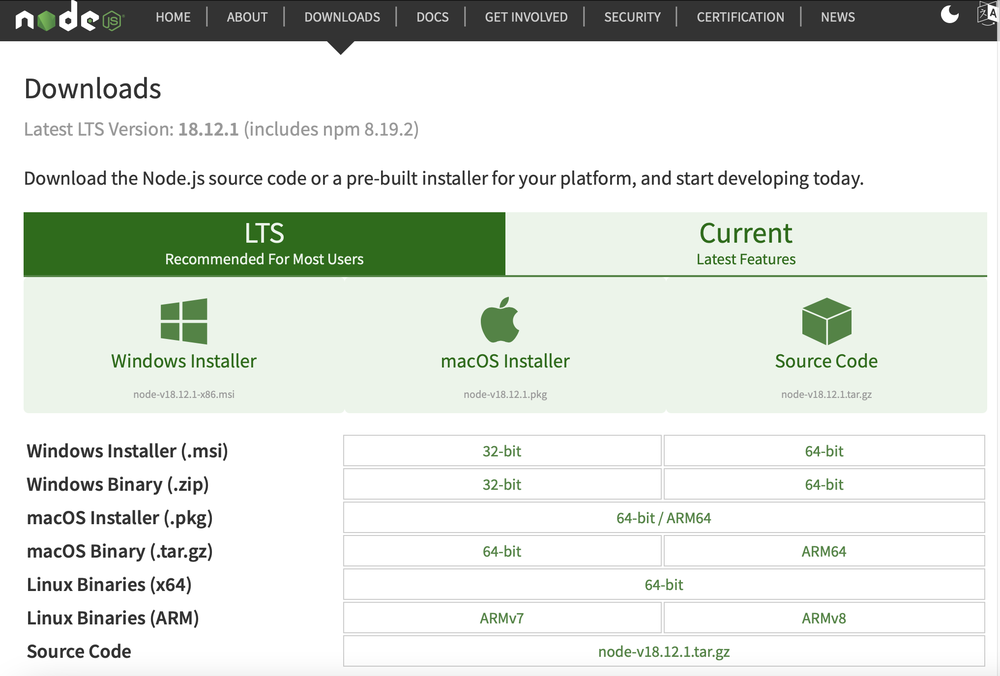 node JS
HOME | ABOUT | DOWNLOADS | DOCS | GET INVOLVED | SECURITY | CERTIFICATION | NEWS
文 A
Downloads
Latest LTS Version: 18.12.1 (includes npm 8.19.2)
Download the Node.js source code or a pre-built installer for your platform, and start developing today.
LTS Current
Recommended For Most Users Latest Features
Windows Installer macOS Installer Source Code
node-v18.12.1-x86.msi node-v18.12.1.pkg node-v18.12.1.tar.gz
Windows Installer (.msi) 32-bit 64-bit
Windows Binary (.zip) 32-bit 64-bit
macOS Installer (.pkg) 64-bit / ARM64
macOS Binary (.tar.gz) 64-bit ARM64
Linux Binaries (x64) 64-bit
Linux Binaries (ARM) ARMv7 ARMv8
Source Code node-v18.12.1.tar.gz